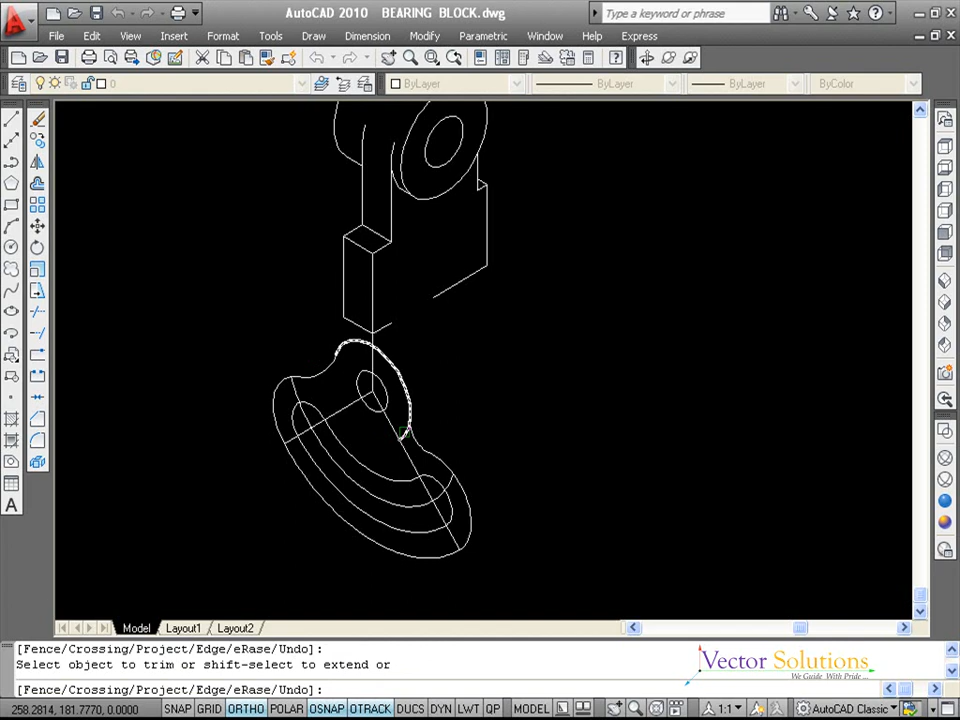 AutoCAD 2010 BEARING BLOCK.dwg
Type a keyword or phrase
File Edit View Insert Format Tools Draw Dimension Modify Parametric Window Help Express
0 ByLayer ByLayer ByLayer ByColor
A
Model Layout1 Layout2
[Fence/Crossing/Project/Edge/eRase/Undo]:
Select object to trim or shift-select to extend or
[Fence/Crossing/Project/Edge/eRase/Undo]:
Vector Solutions
We Guide With Pride ...
258.2814, 181.7770, 0.0000 SNAP GRID ORTHO POLAR OSNAP OTRACK DUCS DYN LWT QP MODEL 1:1 AutoCAD Classic